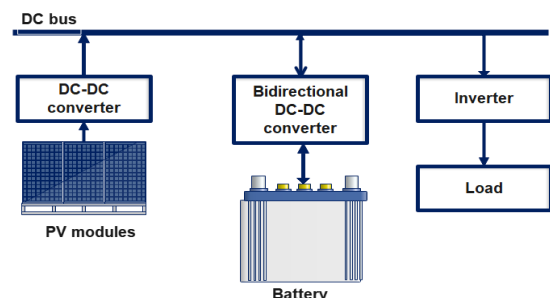 DC bus
DC-DC
converter
Bidirectional
DC-DC
converter
Inverter
Load
PV modules
Battery